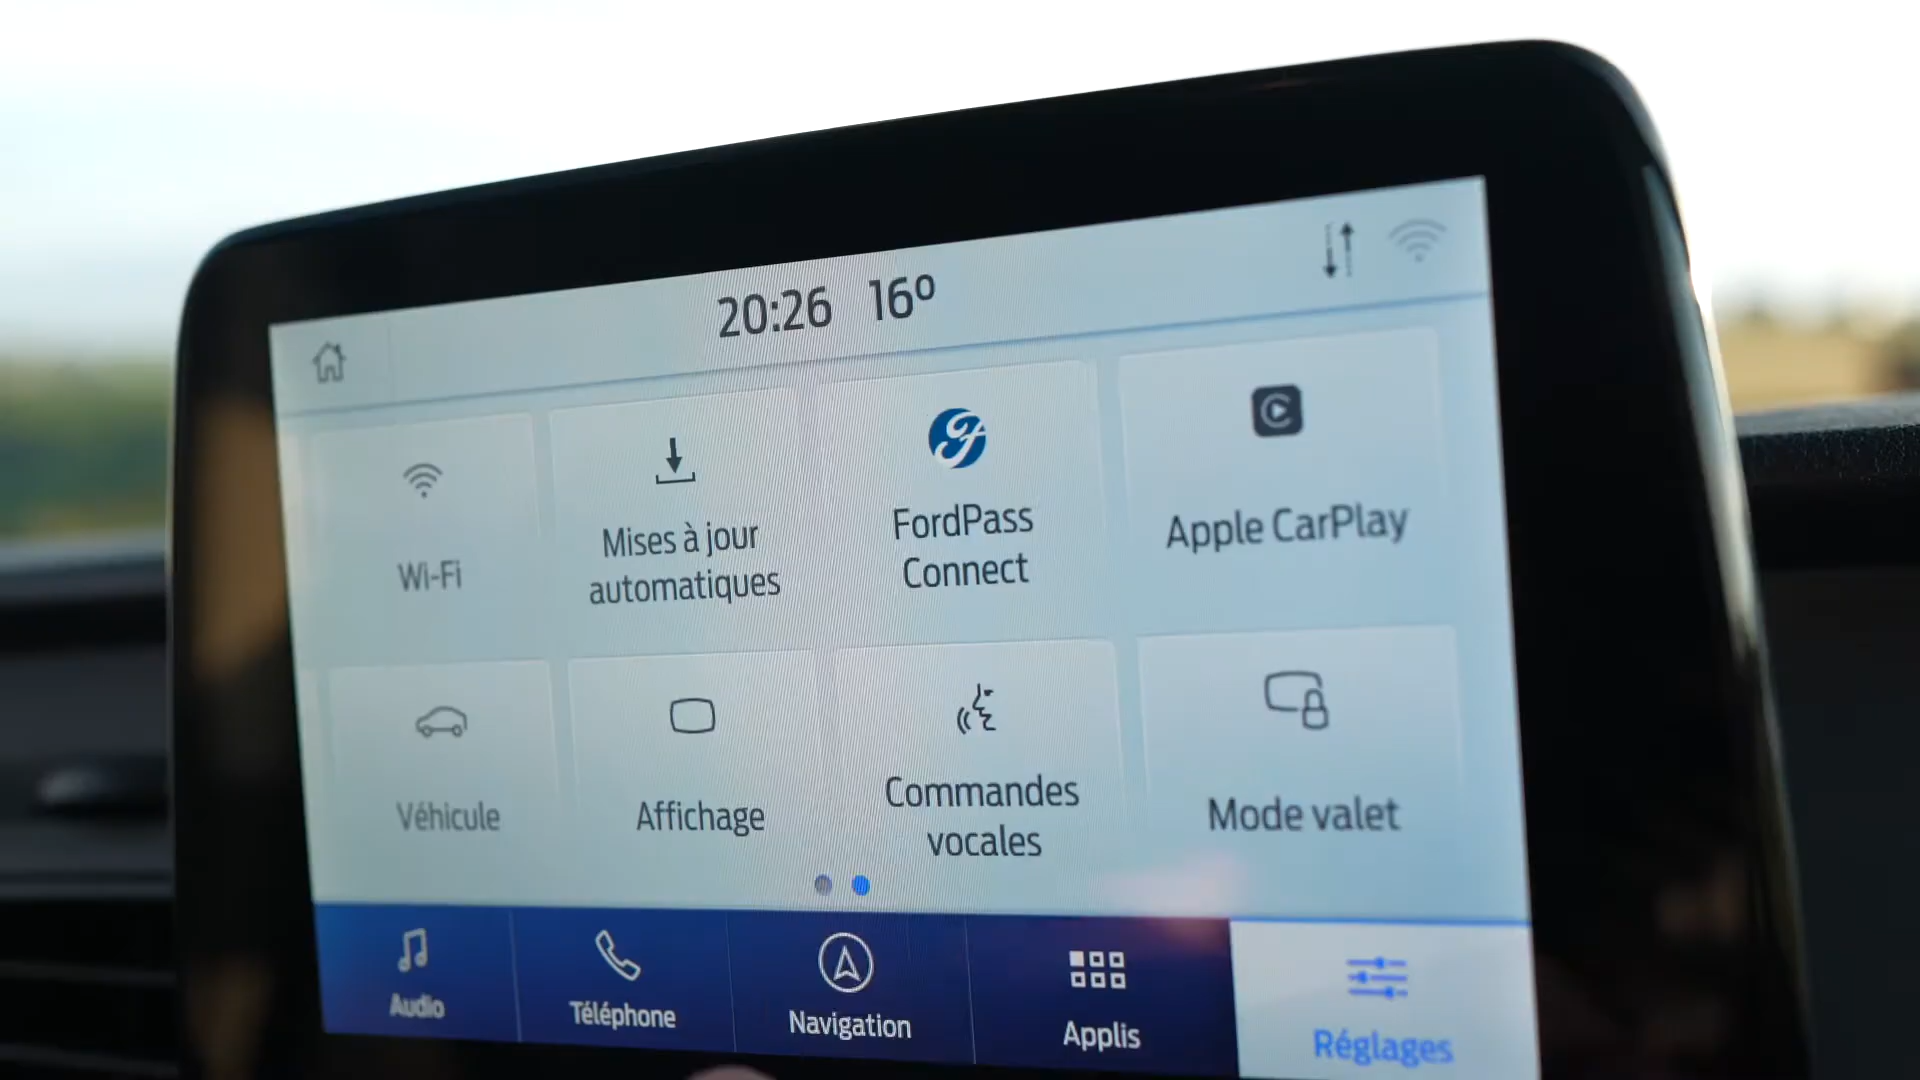 20:26 16º
Wi-Fi
Mises à jour
automatiques
FordPass
Connect
Apple CarPlay
Véhicule
Affichage
Commandes
vocales
Mode valet
Audio
Téléphone
Navigation
Applis
Réglages